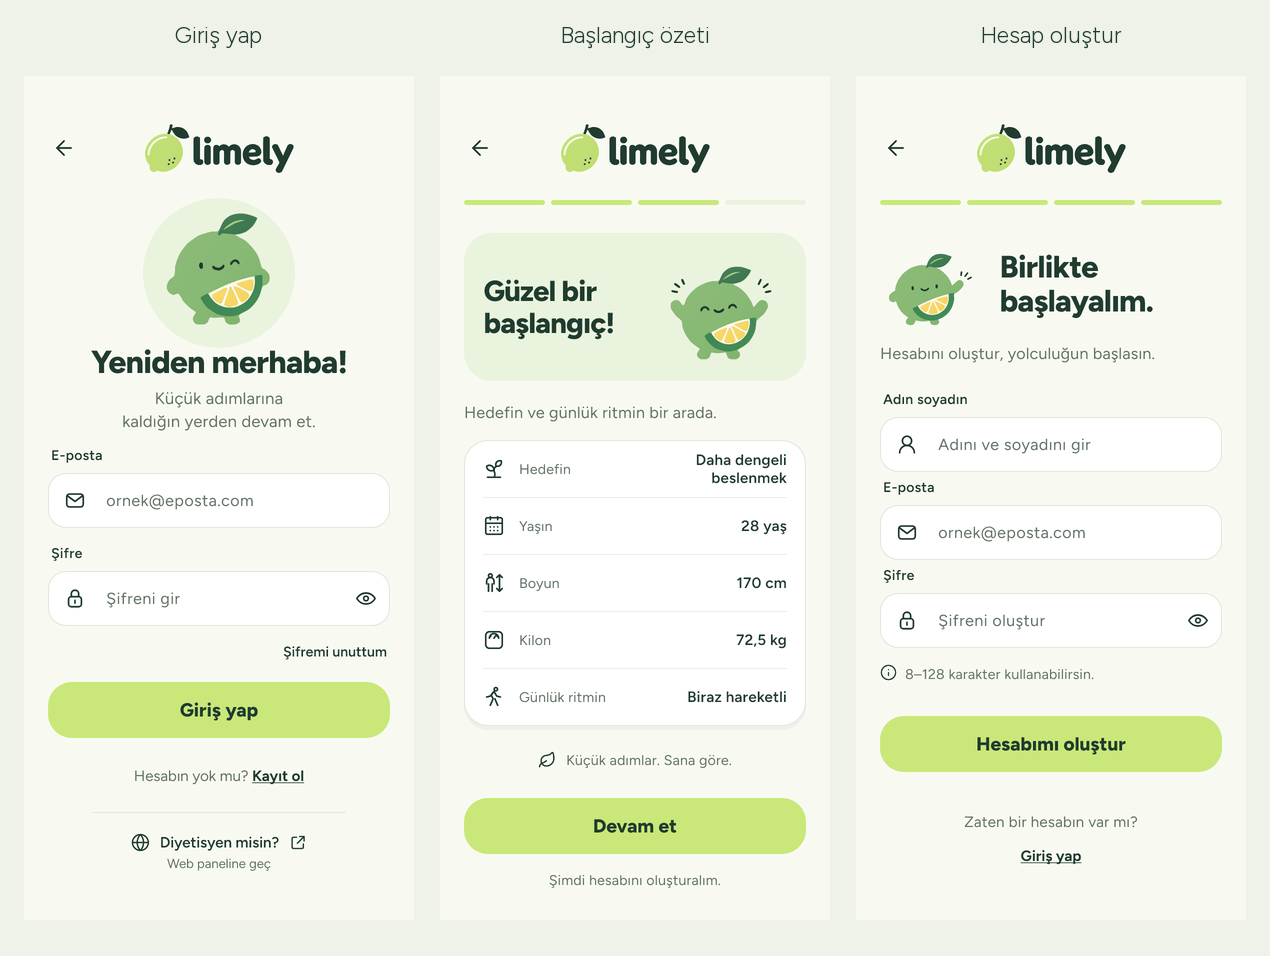 Giriş yap
limely
Yeniden merhaba!
Küçük adımlarına
kaldığın yerden devam et.
E-posta
ornek@eposta.com
Şifre
Şifreni gir
Şifremi unuttum
Giriş yap
Hesabın yok mu? Kayıt ol
Diyetisyen misin?
Web paneline geç
Başlangıç özeti
limely
Güzel bir
başlangıç!
Hedefin ve günlük ritmin bir arada.
Hedefin
Daha dengeli
beslenmek
Yaşın
28 yaş
Boyun
170 cm
Kilon
72,5 kg
Günlük ritmin
Biraz hareketli
Küçük adımlar. Sana göre.
Devam et
Şimdi hesabını oluşturalım.
Hesap oluştur
limely
Birlikte
başlayalım.
Hesabını oluştur, yolculuğun başlasın.
Adın soyadın
Adını ve soyadını gir
E-posta
ornek@eposta.com
Şifre
Şifreni oluştur
8–128 karakter kullanabilirsin.
Hesabımı oluştur
Zaten bir hesabın var mı?
Giriş yap